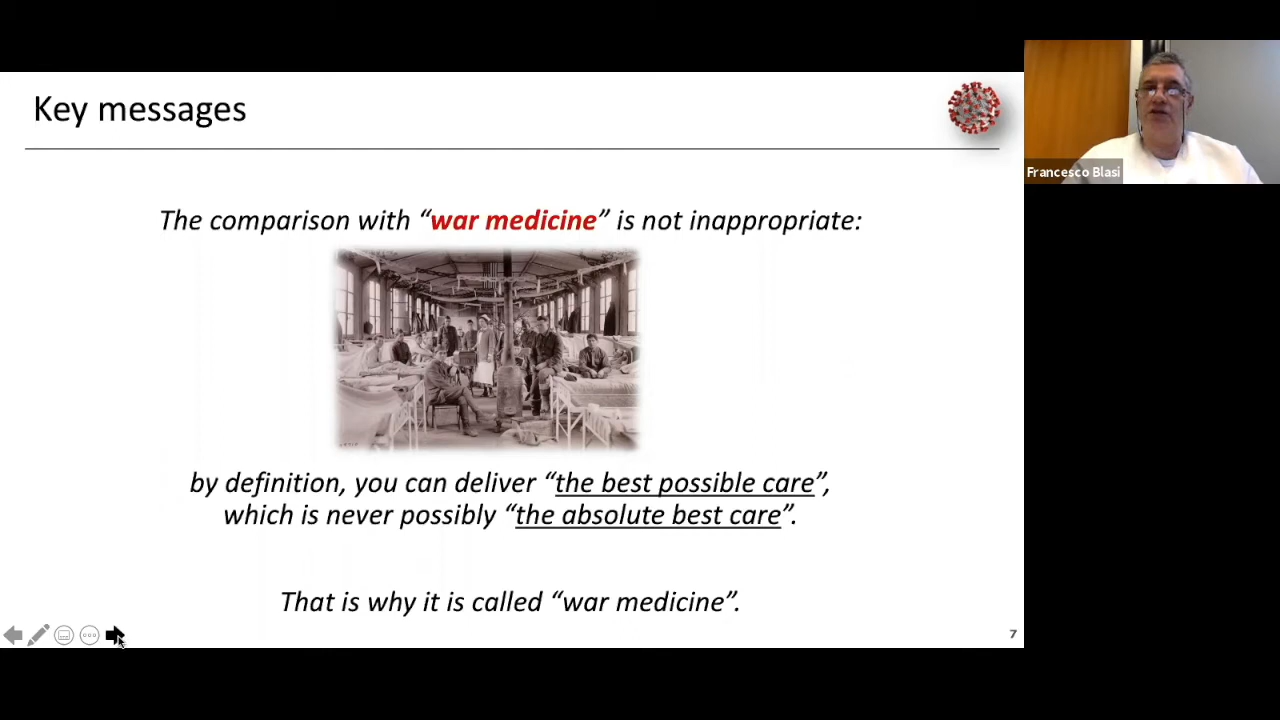 Key messages
Francesco Blasi
The comparison with “war medicine” is not inappropriate:
by definition, you can deliver “the best possible care”,
which is never possibly “the absolute best care”.
That is why it is called “war medicine”.
7